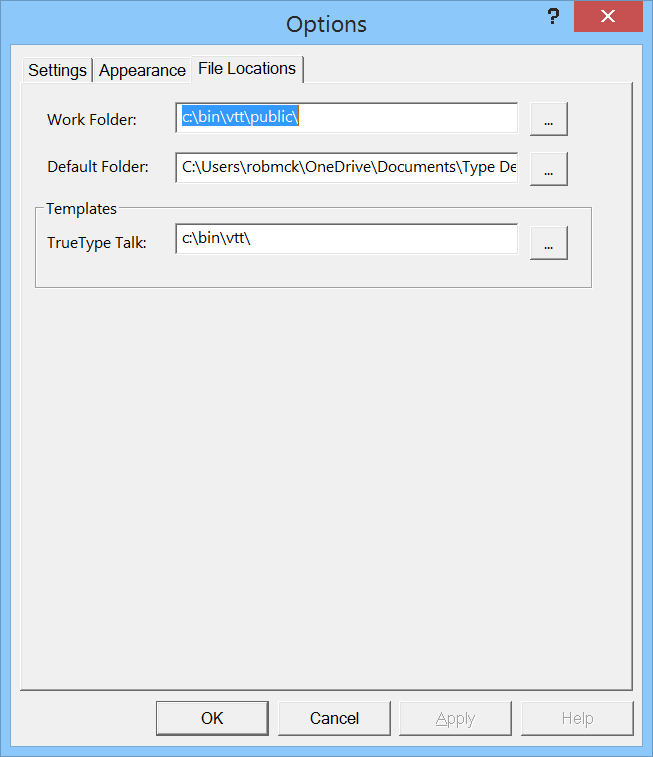 Options ?
Settings Appearance File Locations
Work Folder: c:\bin\vtt\public\ ...
Default Folder: C:\Users\robmck\OneDrive\Documents\Type De ...
Templates
TrueType Talk: c:\bin\vtt\ ...
OK Cancel Apply Help